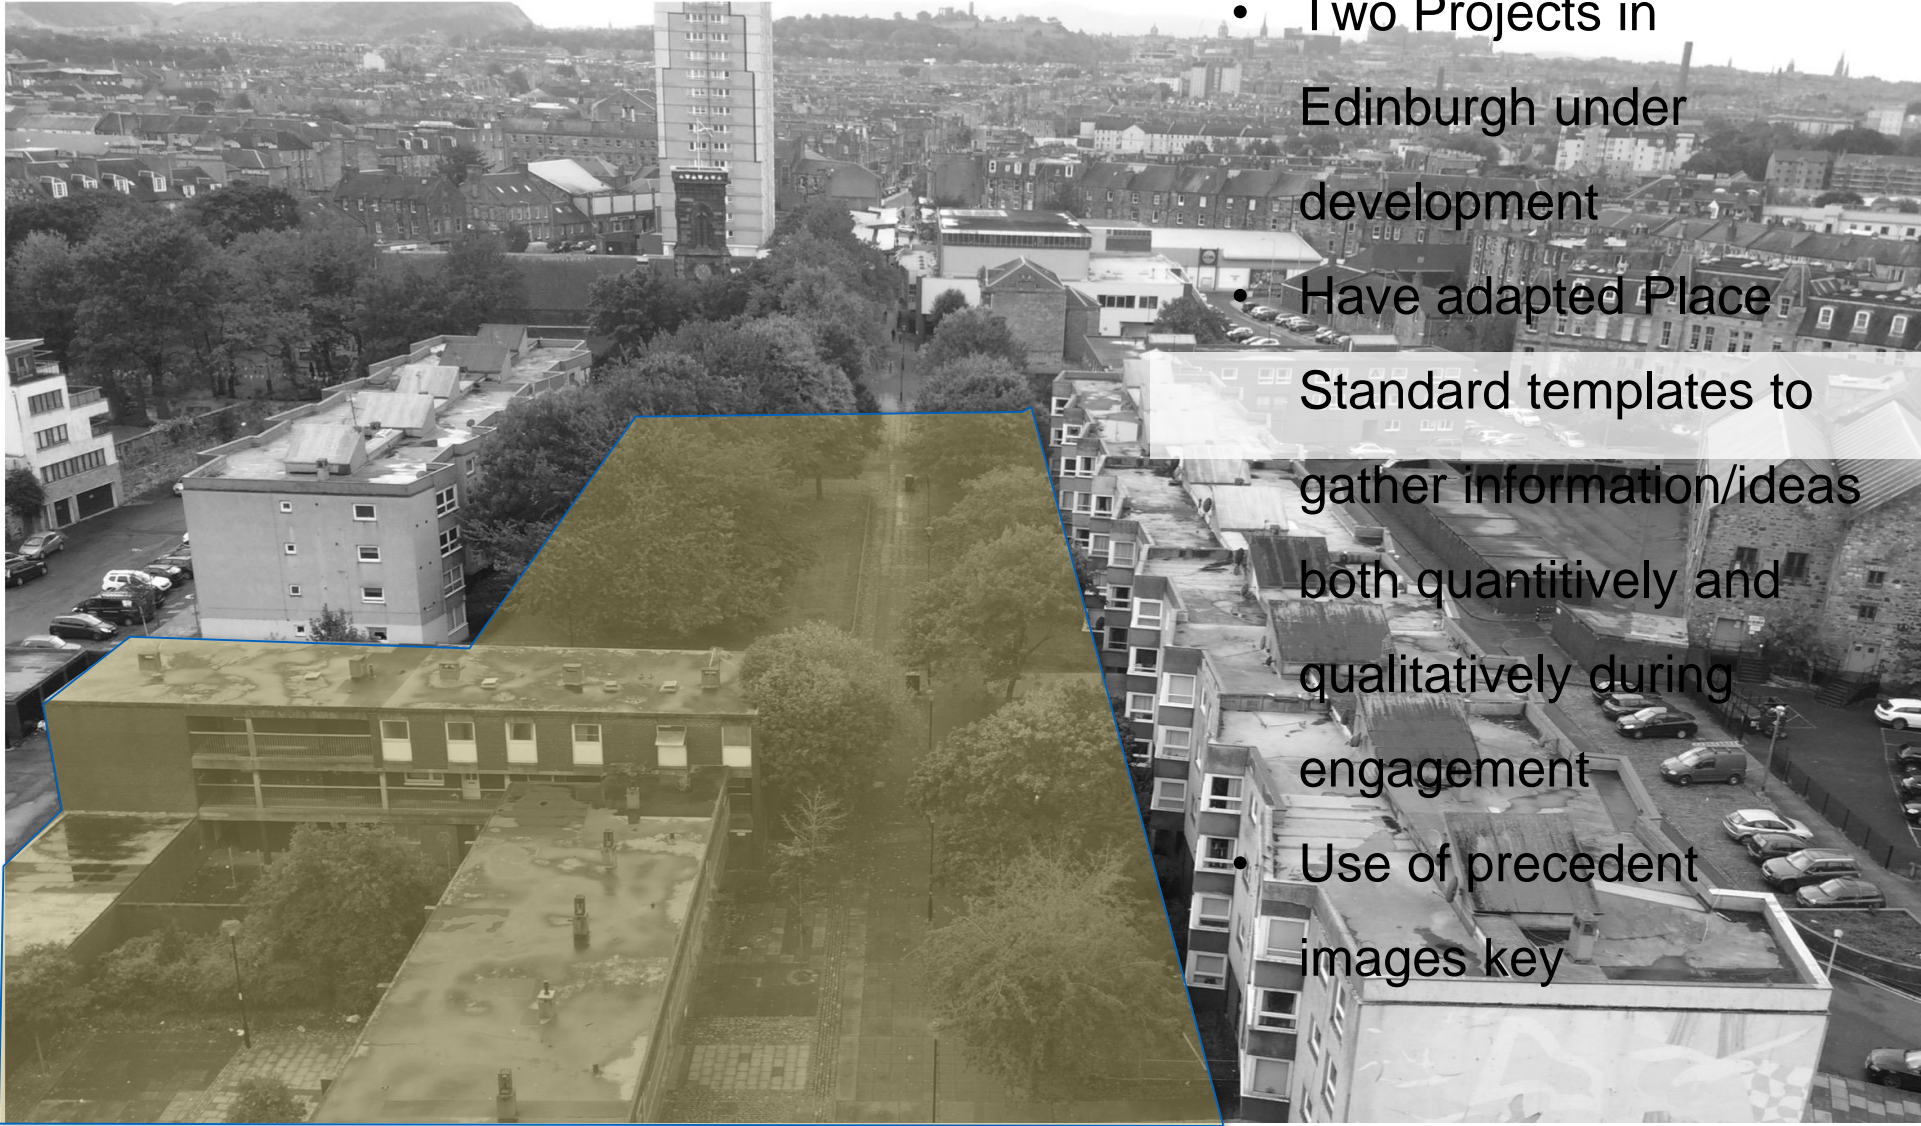 • Two Projects in
Edinburgh under
development
• Have adapted Place
Standard templates to
gather information/ideas
both quantitively and
qualitatively during
engagement
• Use of precedent
images key